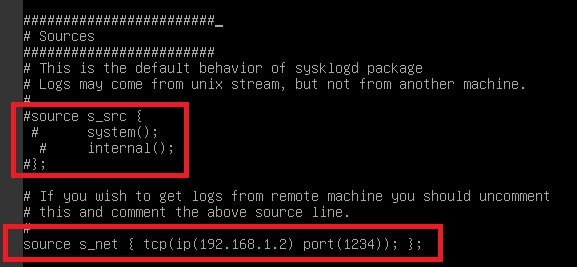 ########################_
# Sources
########################
# This is the default behavior of sysklogd package
# Logs may come from unix stream, but not from another machine.
#
#source s_src {
#       system();
#      internal();
#};
# If you wish to get logs from remote machine you should uncomment
# this and comment the above source line.
#
source s_net { tcp(ip(192.168.1.2) port(1234)); };